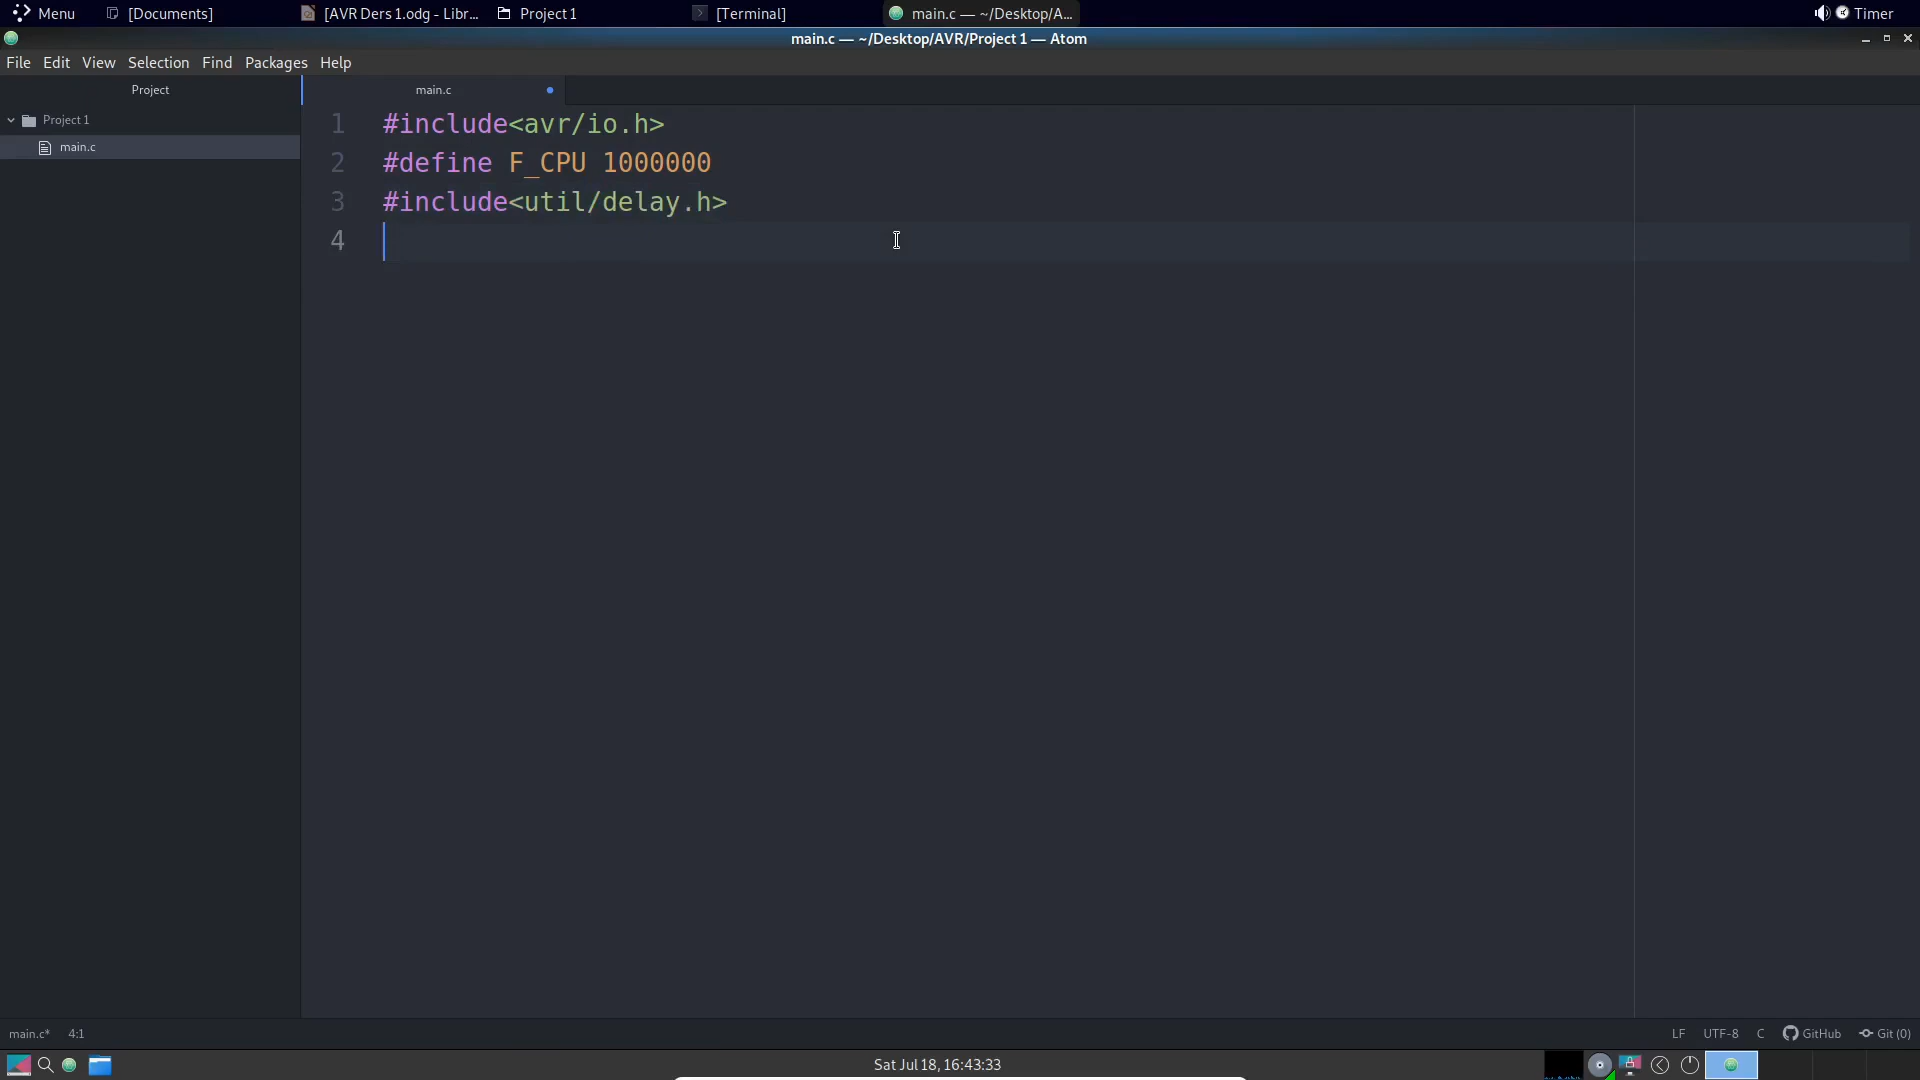 Menu [Documents] [AVR Ders 1.odg - Libr... Project 1 [Terminal] main.c — ~/Desktop/A... Timer
main.c — ~/Desktop/AVR/Project 1 — Atom
File Edit View Selection Find Packages Help
Project main.c
Project 1
main.c
1 #include<avr/io.h>
2 #define F_CPU 1000000
3 #include<util/delay.h>
4
main.c* 4:1 LF UTF-8 C GitHub Git (0)
Sat Jul 18, 16:43:33